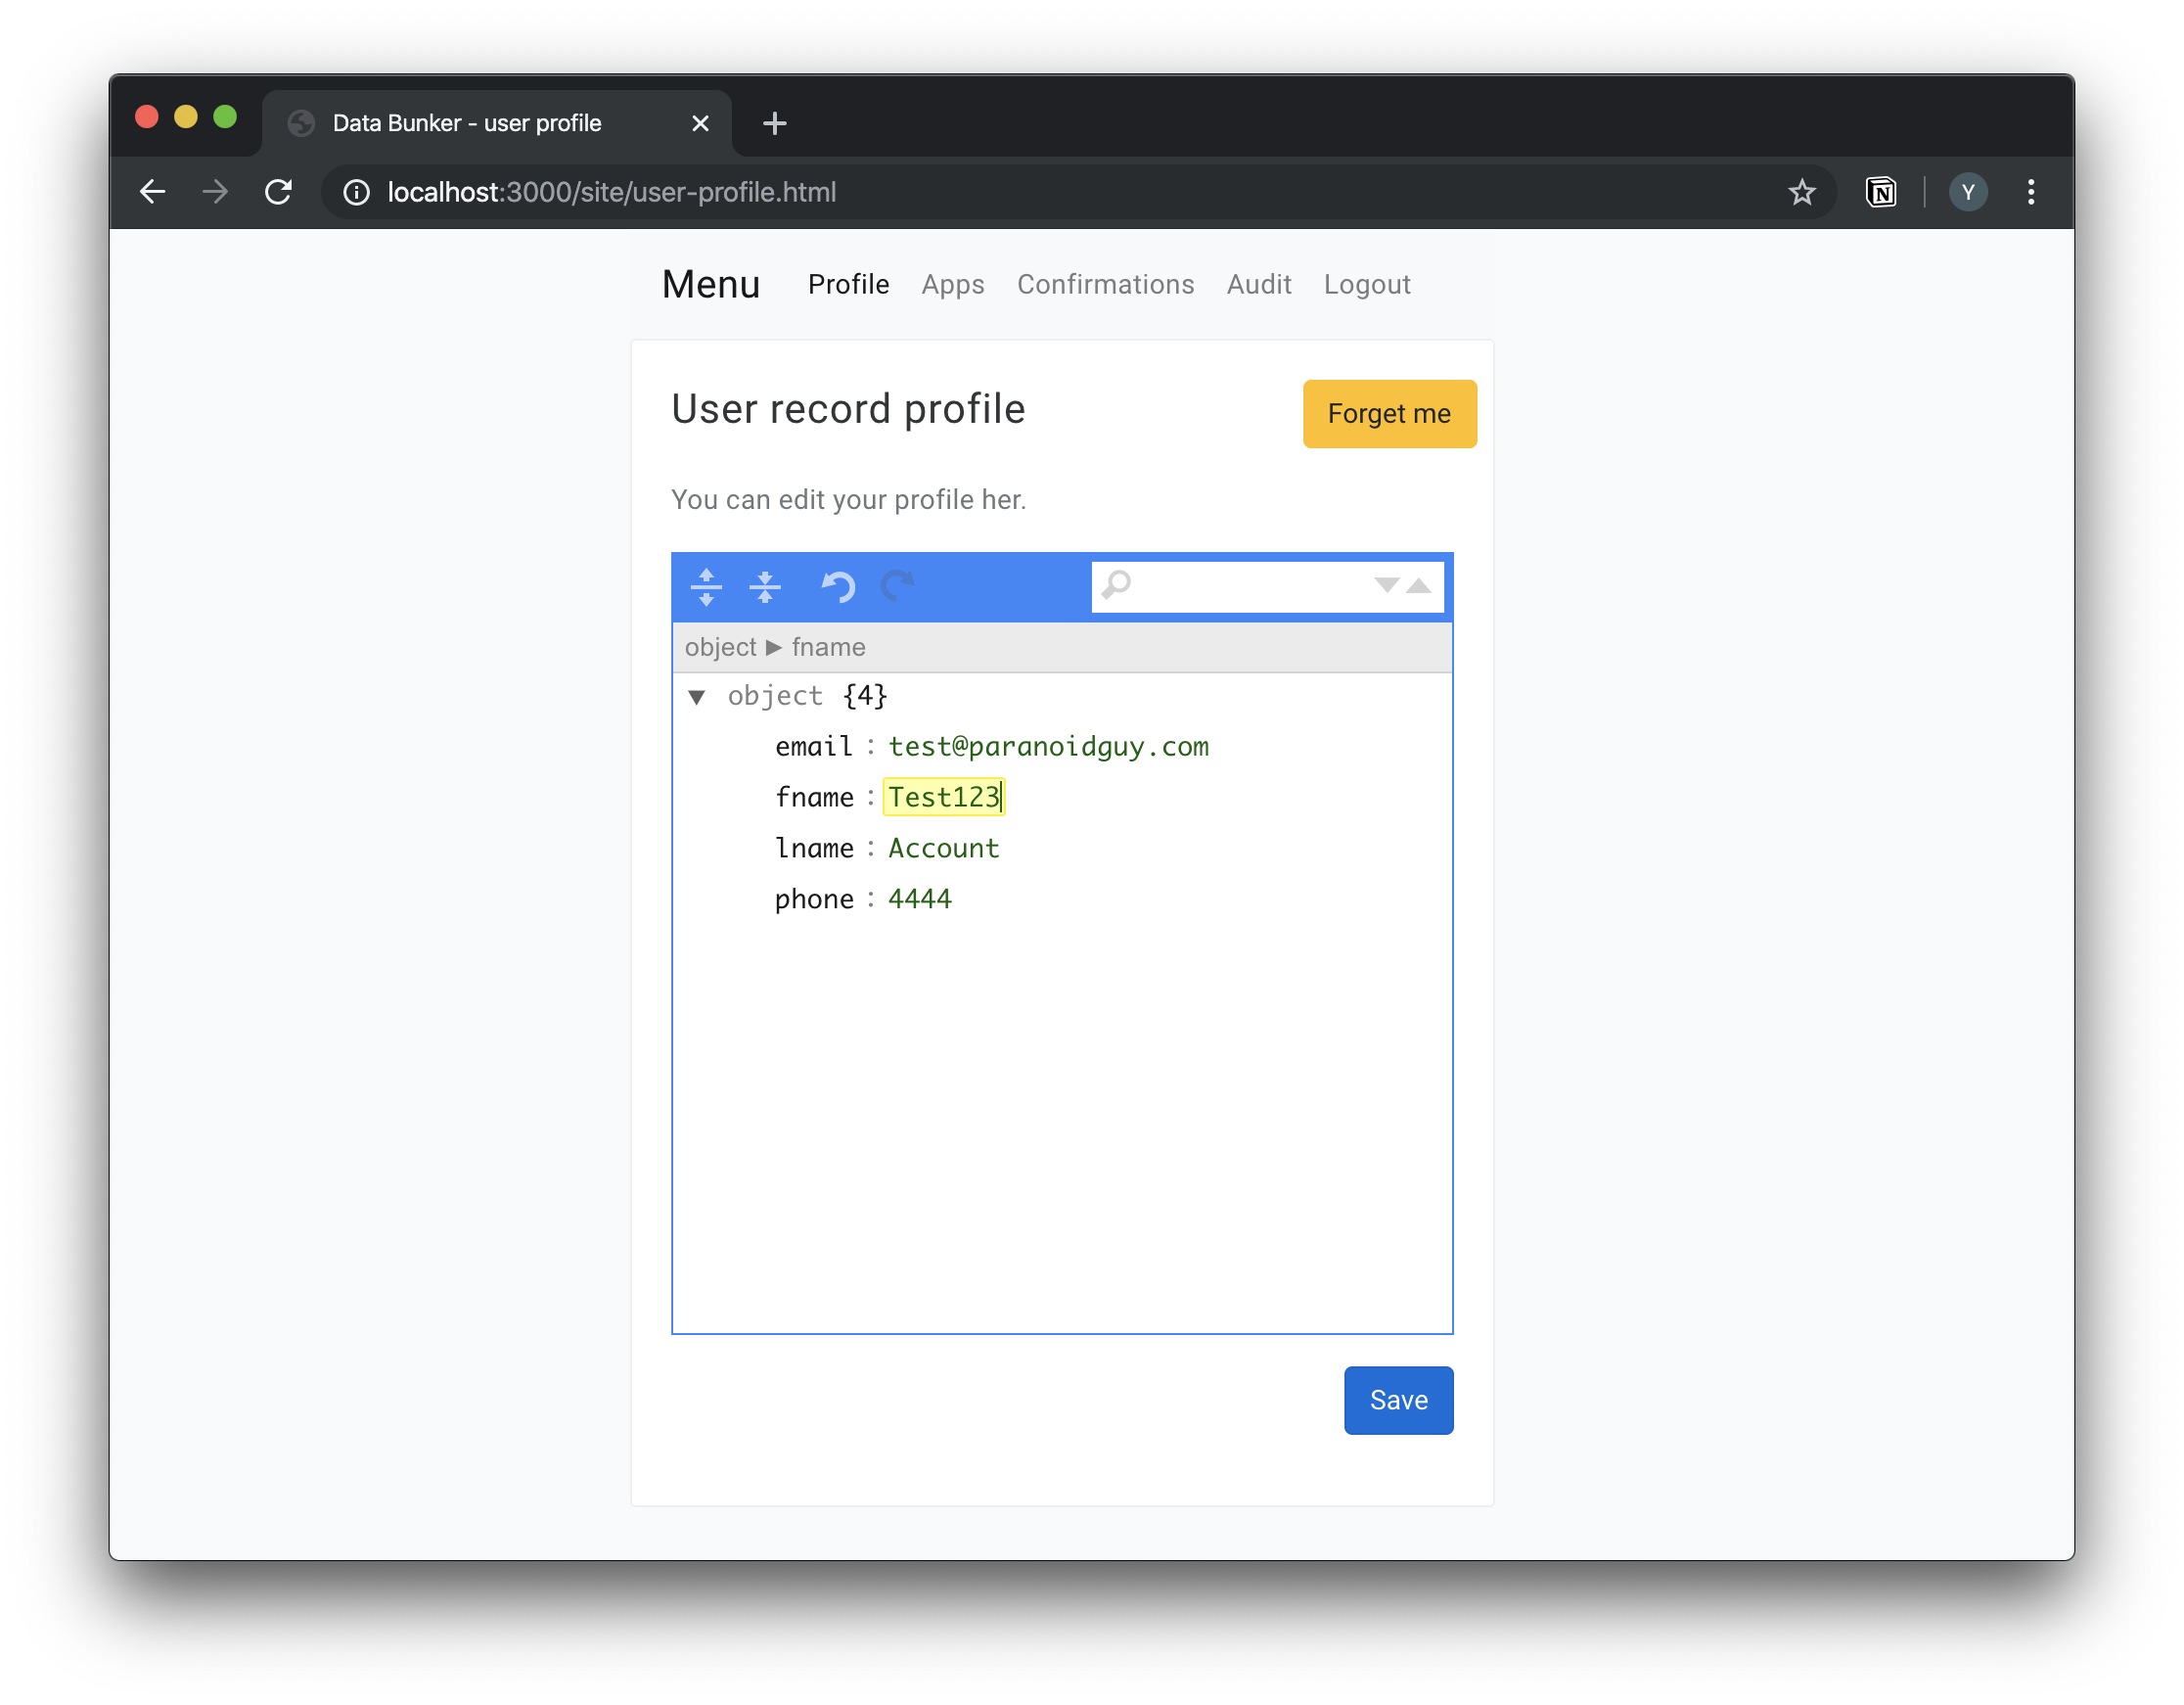 Data Bunker - user profile
localhost:3000/site/user-profile.html
N
Y
Menu Profile Apps Confirmations Audit Logout
User record profile
Forget me
You can edit your profile her.
object ▶ fname
▼ object {4}
email : test@paranoidguy.com
fname : Test123
lname : Account
phone : 4444
Save